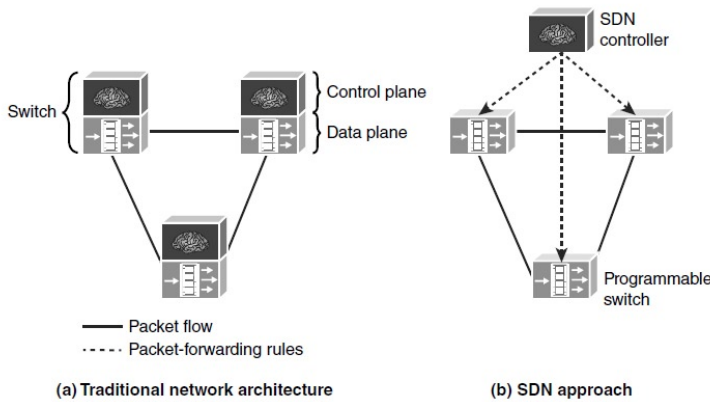 SDN
controller
Switch
Control plane
Data plane
Programmable
switch
Packet flow
Packet-forwarding rules
(a) Traditional network architecture
(b) SDN approach